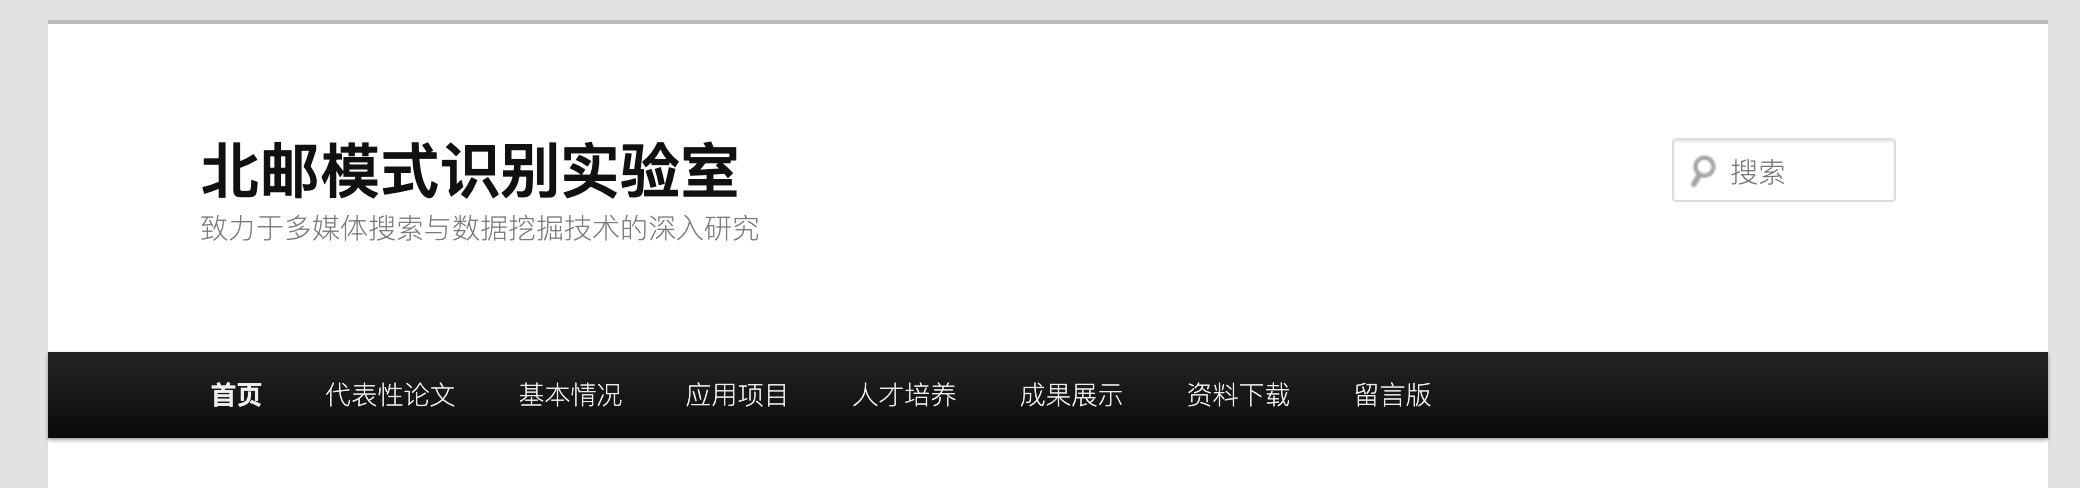 北邮模式识别实验室
致力于多媒体搜索与数据挖掘技术的深入研究
搜索
首页 代表性论文 基本情况 应用项目 人才培养 成果展示 资料下载 留言版